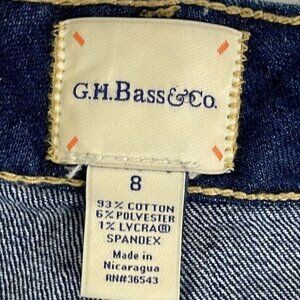 G.H.Bass&Co.
8
93% COTTON
6% POLYESTER
1% LYCRA®
SPANDEX
Made in
Nicaragua
RN#36543